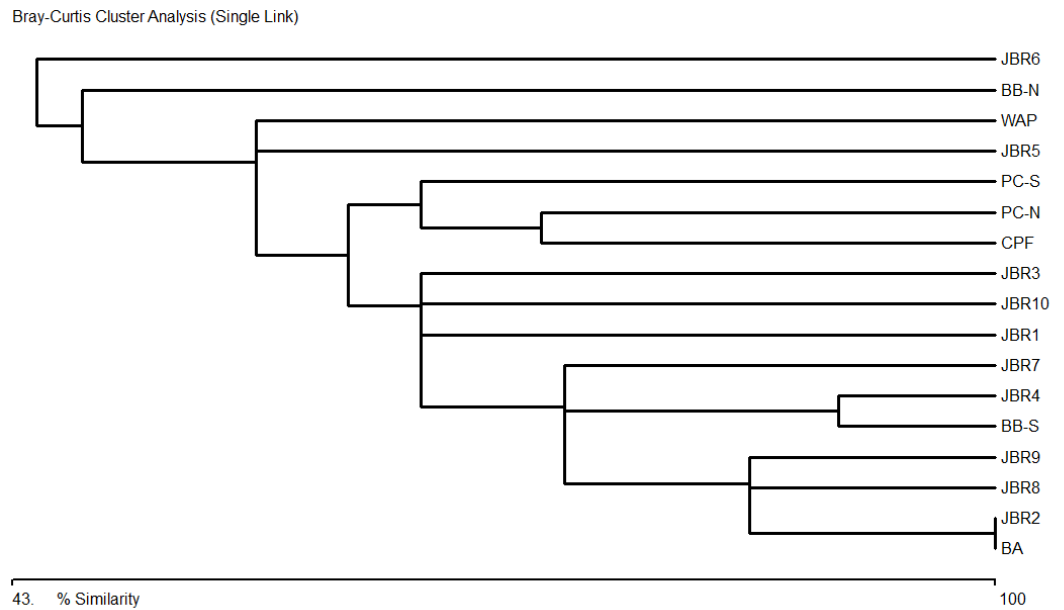 Bray-Curtis Cluster Analysis (Single Link)
JBR6
BB-N
WAP
JBR5
PC-S
PC-N
CPF
JBR3
JBR10
JBR1
JBR7
JBR4
BB-S
JBR9
JBR8
JBR2
BA
43. % Similarity 100